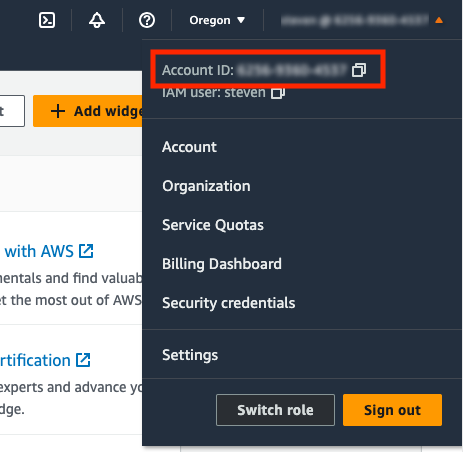 Oregon
Account ID:
IAM user: steven
t
Add widge
Account
Organization
Service Quotas
Billing Dashboard
Security credentials
with AWS
mentals and find valuab
et the most out of AWS
Settings
rtification
experts and advance yo
dge.
Switch role
Sign out